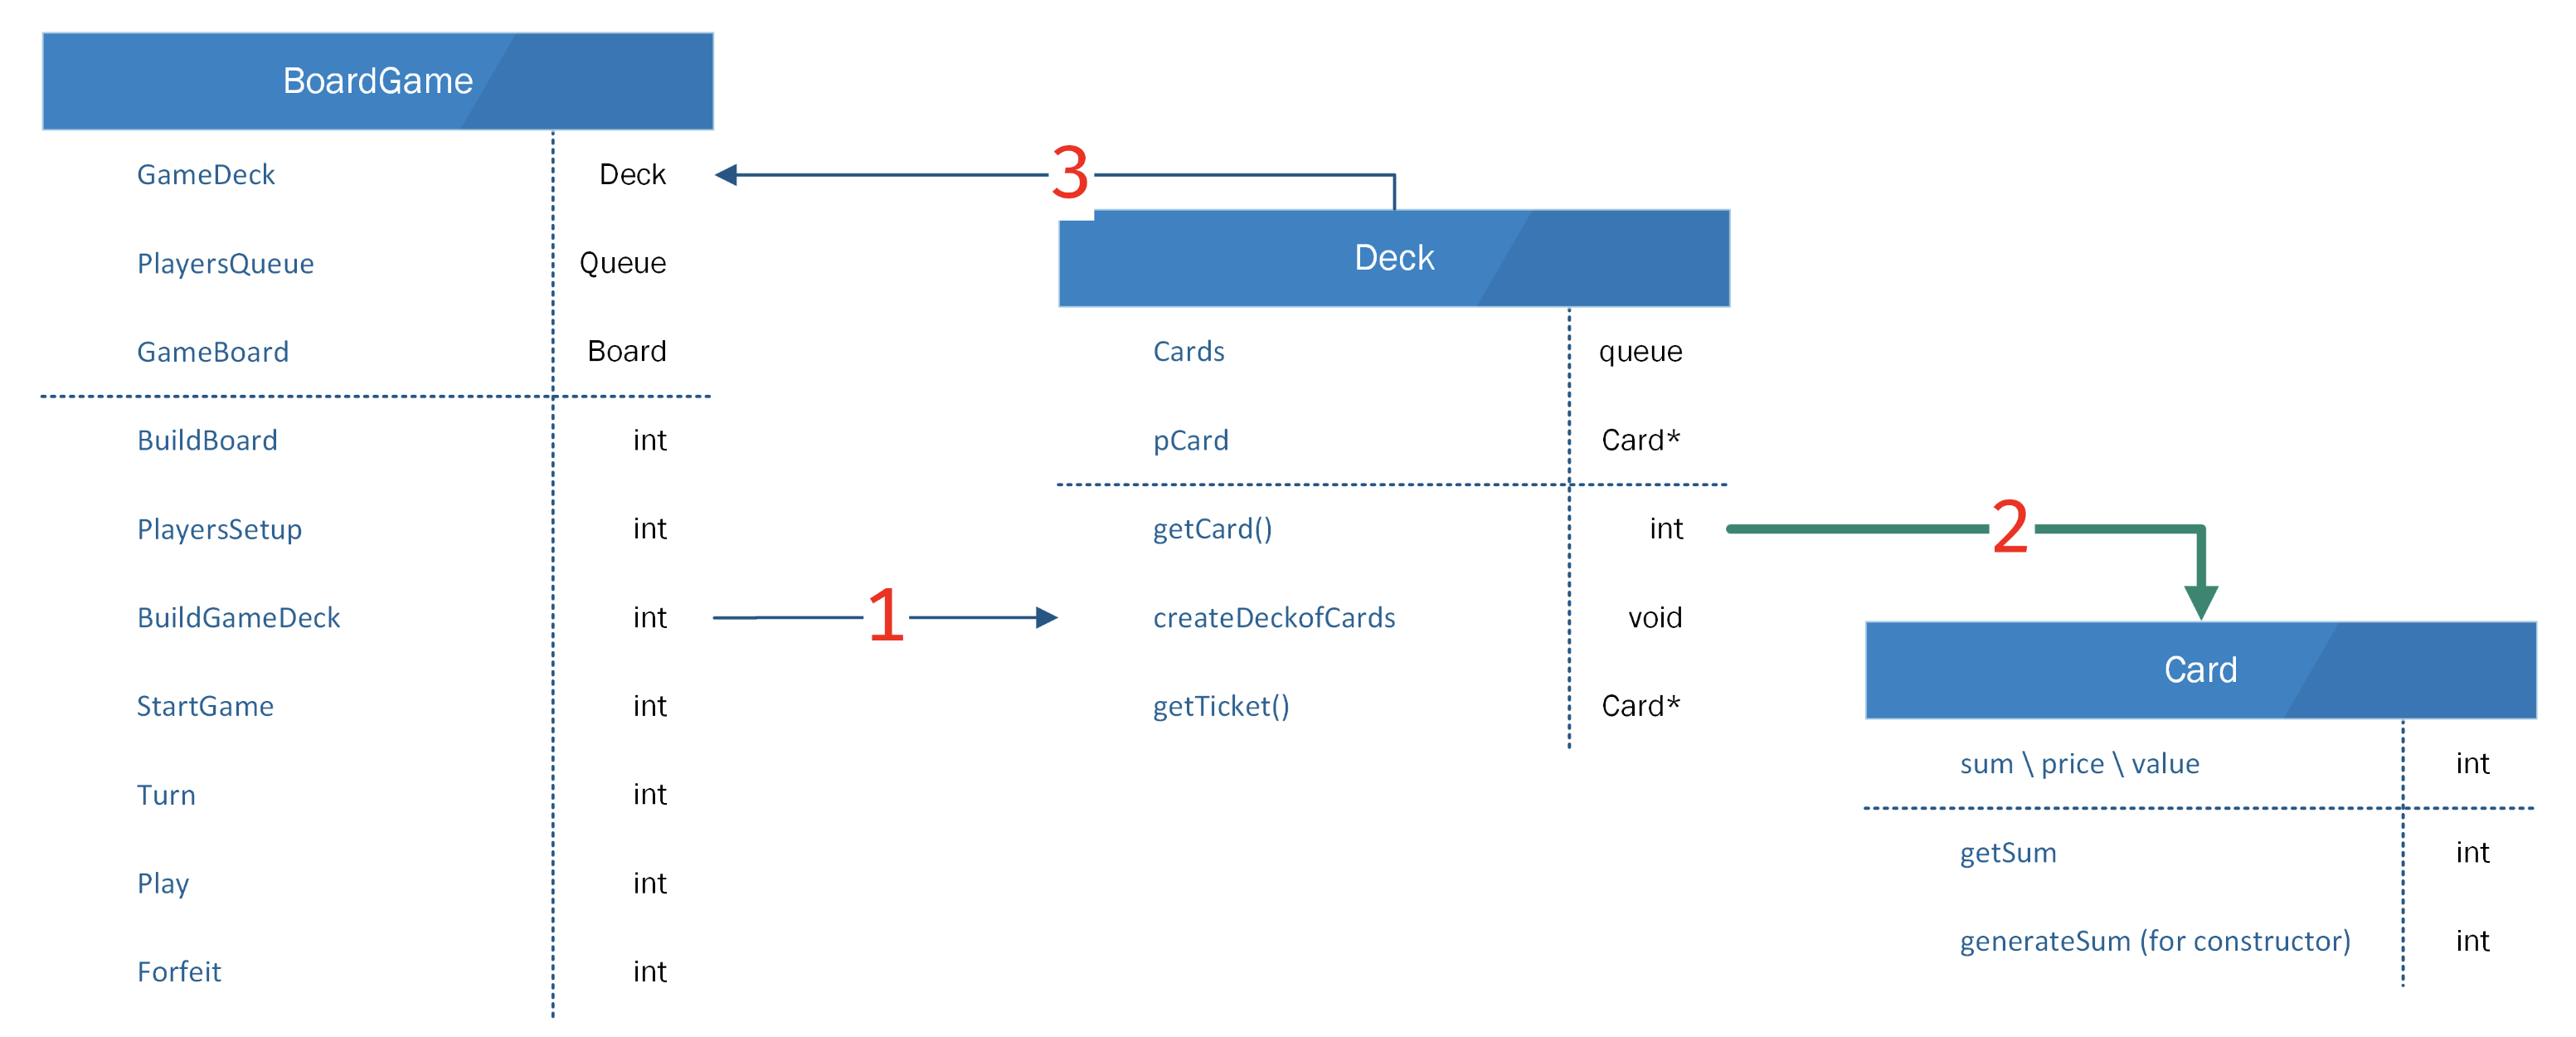 BoardGame
GameDeck Deck
PlayersQueue Queue
GameBoard Board
BuildBoard int
PlayersSetup int
BuildGameDeck int
StartGame int
Turn int
Play int
Forfeit int
3
1
Deck
Cards queue
pCard Card*
getCard() int
createDeckofCards void
getTicket() Card*
2
Card
sum \ price \ value int
getSum int
generateSum (for constructor) int